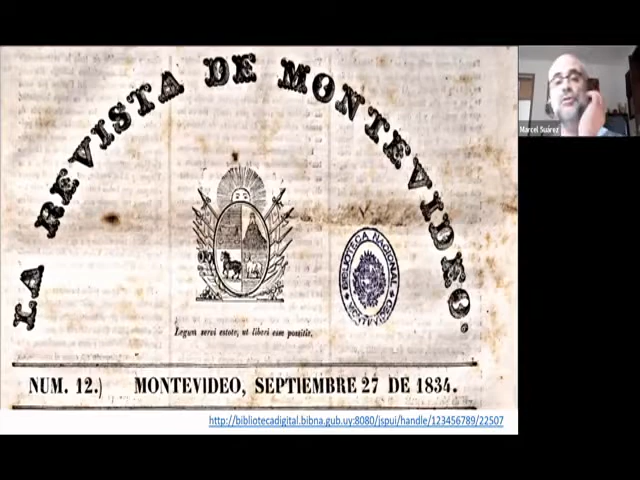 LA REVISTA DE MONTEVIDEO.
BIBLIOTECA NACIONAL
Legum servi estote, ut liberi esse possitis.
NUM. 12.) MONTEVIDEO, SEPTIEMBRE 27 DE 1834.
http://bibliotecadigital.bibna.gub.uy:8080/jspui/handle/123456789/22507
Marcel Suárez